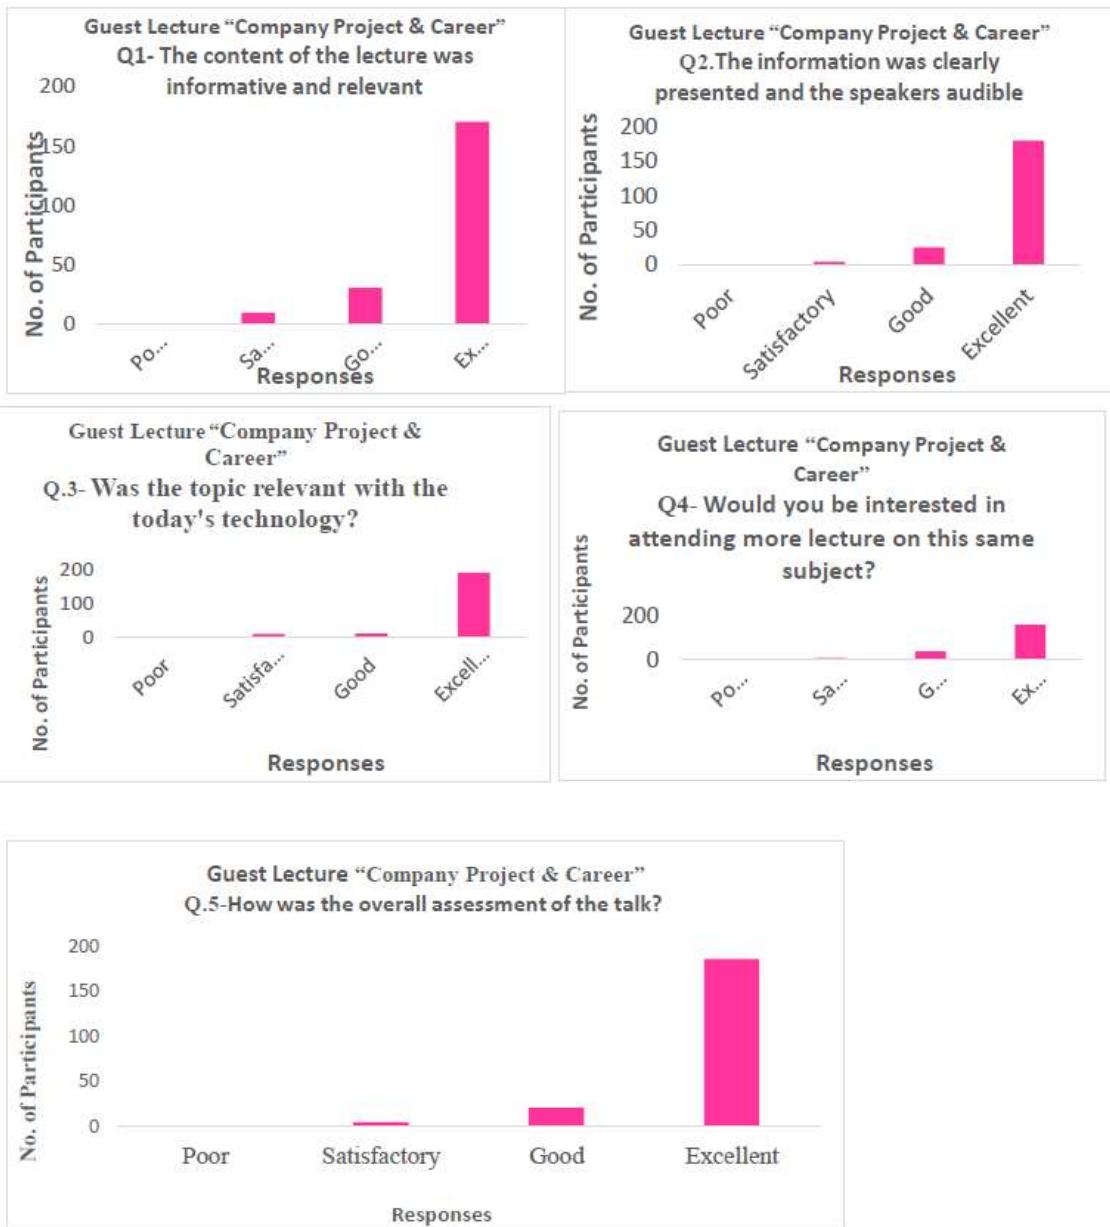 Guest Lecture “Company Project & Career”
Q1- The content of the lecture was
informative and relevant
200
150
100
50
0
No. of Participants
Po...
Sa...
Go...
Ex...
Responses
Guest Lecture “Company Project & Career”
Q2.The information was clearly
presented and the speakers audible
200
150
100
50
0
No. of Participants
Poor
Satisfactory
Good
Excellent
Responses
Guest Lecture “Company Project &
Career”
Q.3- Was the topic relevant with the
today's technology?
200
100
0
No. of Participants
Poor
Satisfa...
Good
Excell...
Responses
Guest Lecture “Company Project &
Career”
Q4- Would you be interested in
attending more lecture on this same
subject?
200
0
No. of Participants
Po...
Sa...
G...
Ex...
Responses
Guest Lecture “Company Project & Career”
Q.5-How was the overall assessment of the talk?
200
150
100
50
0
No. of Participants
Poor
Satisfactory
Good
Excellent
Responses